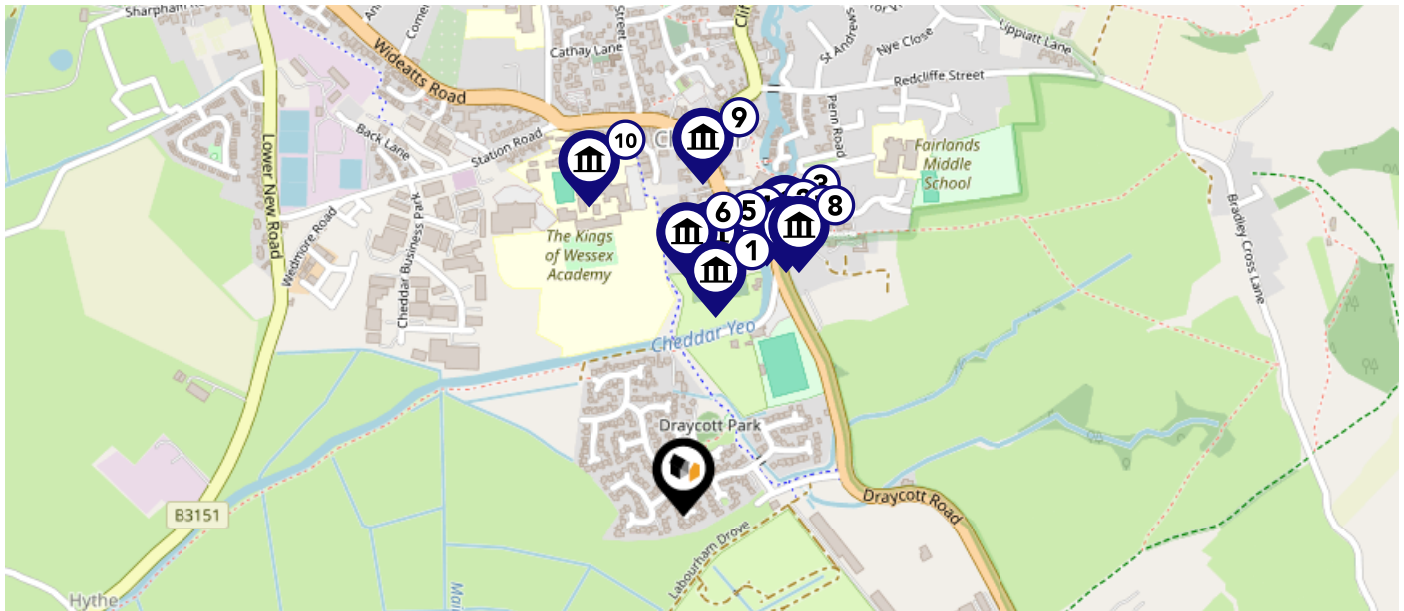 Sharpham R
Wideatts Road
Street
Cathay Lane
St Andrews
Nye Close
Lippiatt Lane
Redcliffe Street
Penn Road
Back Lane
Station Road
Lower New Road
9
10
Fairlands
Middle
School
3
8
6
5
1
Wedmore Road
Cheddar Business Park
The Kings
of Wessex
Academy
Bradley Cross Lane
Cheddar Yeo
Draycott Park
B3151
Draycott Road
Labourham Drove
Hythe